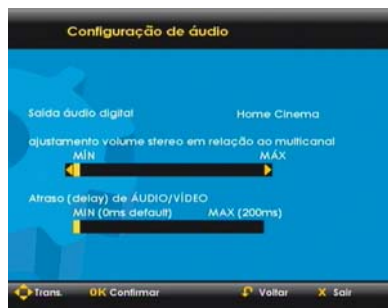 Configuração de áudio
Saída áudio digital Home Cinema
ajustamento volume stereo em relação ao multicanal
MÍN MÁX
Atraso (delay) de ÁUDIO/VÍDEO
MIN (0ms default) MAX (200ms)
Trans. OK Confirmar Voltar X Sair